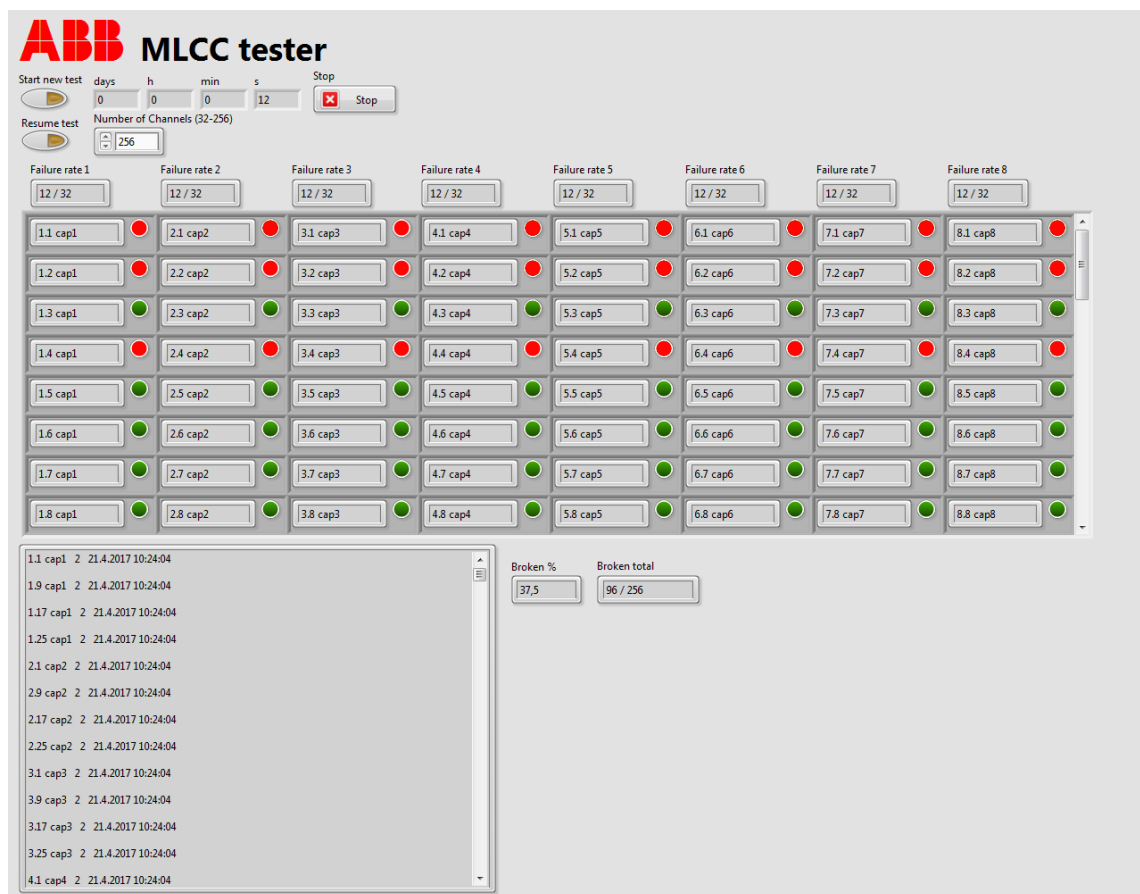 ABB MLCC tester
Start new test days h min s Stop
0 0 0 12 Stop
Resume test Number of Channels (32-256)
256
Failure rate 1 Failure rate 2 Failure rate 3 Failure rate 4 Failure rate 5 Failure rate 6 Failure rate 7 Failure rate 8
12 / 32 12 / 32 12 / 32 12 / 32 12 / 32 12 / 32 12 / 32 12 / 32
1.1 cap1 2.1 cap2 3.1 cap3 4.1 cap4 5.1 cap5 6.1 cap6 7.1 cap7 8.1 cap8
1.2 cap1 2.2 cap2 3.2 cap3 4.2 cap4 5.2 cap5 6.2 cap6 7.2 cap7 8.2 cap8
1.3 cap1 2.3 cap2 3.3 cap3 4.3 cap4 5.3 cap5 6.3 cap6 7.3 cap7 8.3 cap8
1.4 cap1 2.4 cap2 3.4 cap3 4.4 cap4 5.4 cap5 6.4 cap6 7.4 cap7 8.4 cap8
1.5 cap1 2.5 cap2 3.5 cap3 4.5 cap4 5.5 cap5 6.5 cap6 7.5 cap7 8.5 cap8
1.6 cap1 2.6 cap2 3.6 cap3 4.6 cap4 5.6 cap5 6.6 cap6 7.6 cap7 8.6 cap8
1.7 cap1 2.7 cap2 3.7 cap3 4.7 cap4 5.7 cap5 6.7 cap6 7.7 cap7 8.7 cap8
1.8 cap1 2.8 cap2 3.8 cap3 4.8 cap4 5.8 cap5 6.8 cap6 7.8 cap7 8.8 cap8
1.1 cap1 2 21.4.2017 10:24:04
1.9 cap1 2 21.4.2017 10:24:04
1.17 cap1 2 21.4.2017 10:24:04
1.25 cap1 2 21.4.2017 10:24:04
2.1 cap2 2 21.4.2017 10:24:04
2.9 cap2 2 21.4.2017 10:24:04
2.17 cap2 2 21.4.2017 10:24:04
2.25 cap2 2 21.4.2017 10:24:04
3.1 cap3 2 21.4.2017 10:24:04
3.9 cap3 2 21.4.2017 10:24:04
3.17 cap3 2 21.4.2017 10:24:04
3.25 cap3 2 21.4.2017 10:24:04
4.1 cap4 2 21.4.2017 10:24:04
Broken % Broken total
37,5 96 / 256